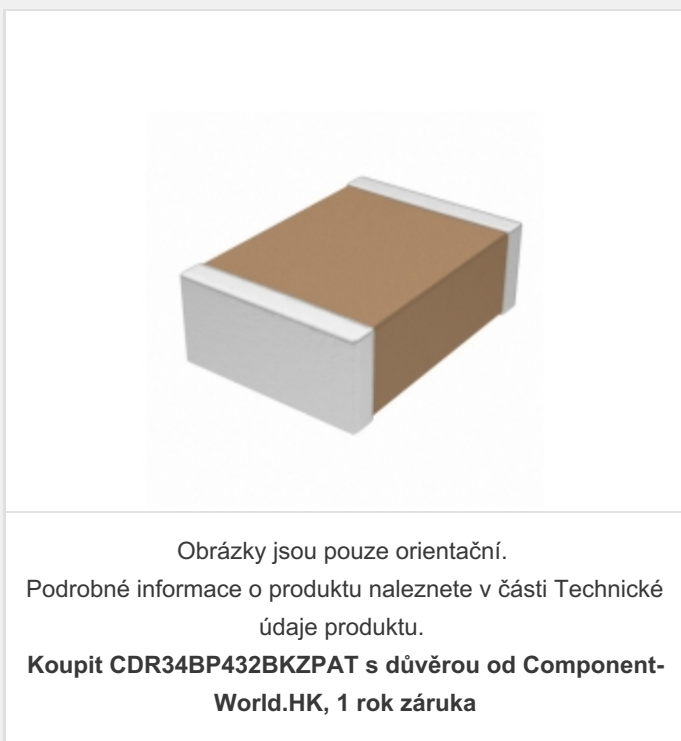 Obrázky jsou pouze orientační.
Podrobné informace o produktu naleznete v části Technické
údaje produktu.
Koupit CDR34BP432BKZPAT s důvěrou od Component-
World.HK, 1 rok záruka